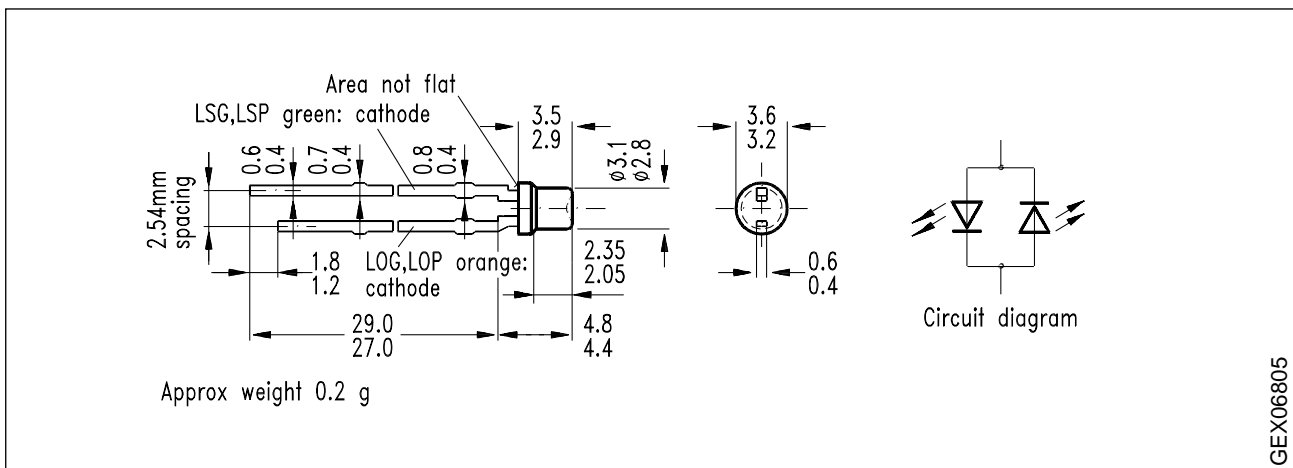 Area not flat
LSG,LSP green: cathode
0.6
0.4
0.7
0.4
0.8
0.4
3.5
2.9
ø3.1
ø2.8
3.6
3.2
2.54mm
spacing
1.8
1.2
LOG,LOP orange:
cathode
2.35
2.05
0.6
0.4
29.0
27.0
4.8
4.4
Circuit diagram
Approx weight 0.2 g
GEX06805